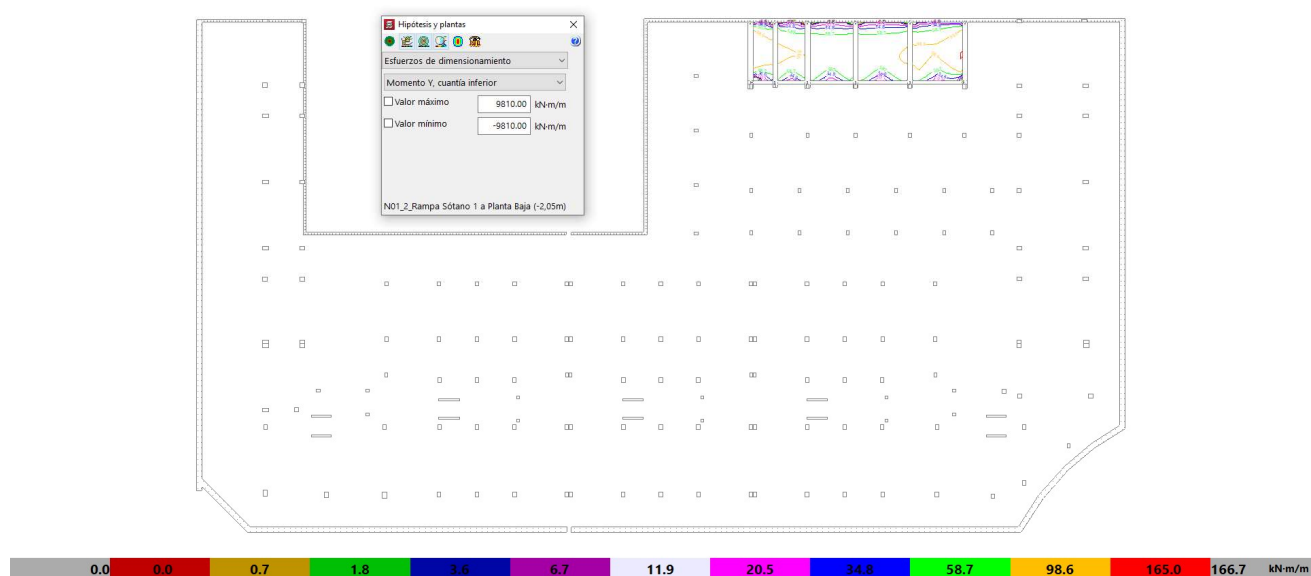 Hipótesis y plantas
Esfuerzos de dimensionamiento
Momento Y, cuantía inferior
Valor máximo 9810.00 kN·m/m
Valor mínimo -9810.00 kN·m/m
N01_2_Rampa Sótano 1 a Planta Baja (-2,05m)
0.0 0.0 0.7 1.8 3.6 6.7 11.9 20.5 34.8 58.7 98.6 165.0 166.7 kN·m/m